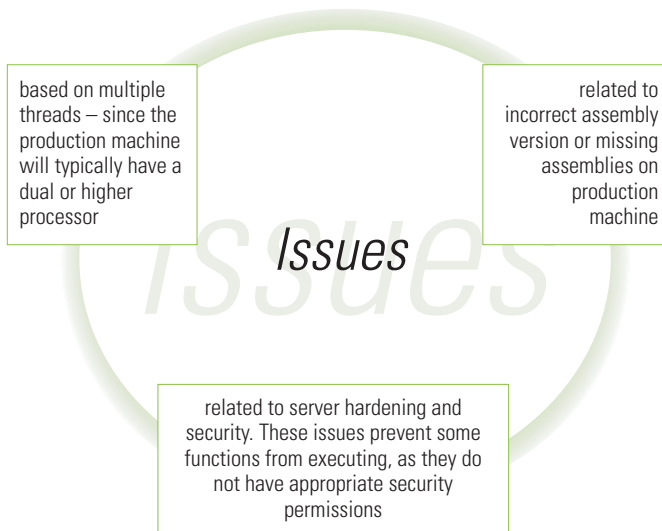 based on multiple
threads – since the
production machine
will typically have a
dual or higher
processor
related to
incorrect assembly
version or missing
assemblies on
production
machine
issues
Issues
related to server hardening and
security. These issues prevent some
functions from executing, as they do
not have appropriate security
permissions